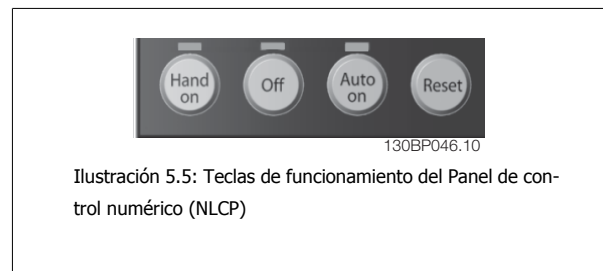 Hand
on
Off
Auto
on
Reset
130BP046.10
Ilustración 5.5: Teclas de funcionamiento del Panel de con-
trol numérico (NLCP)